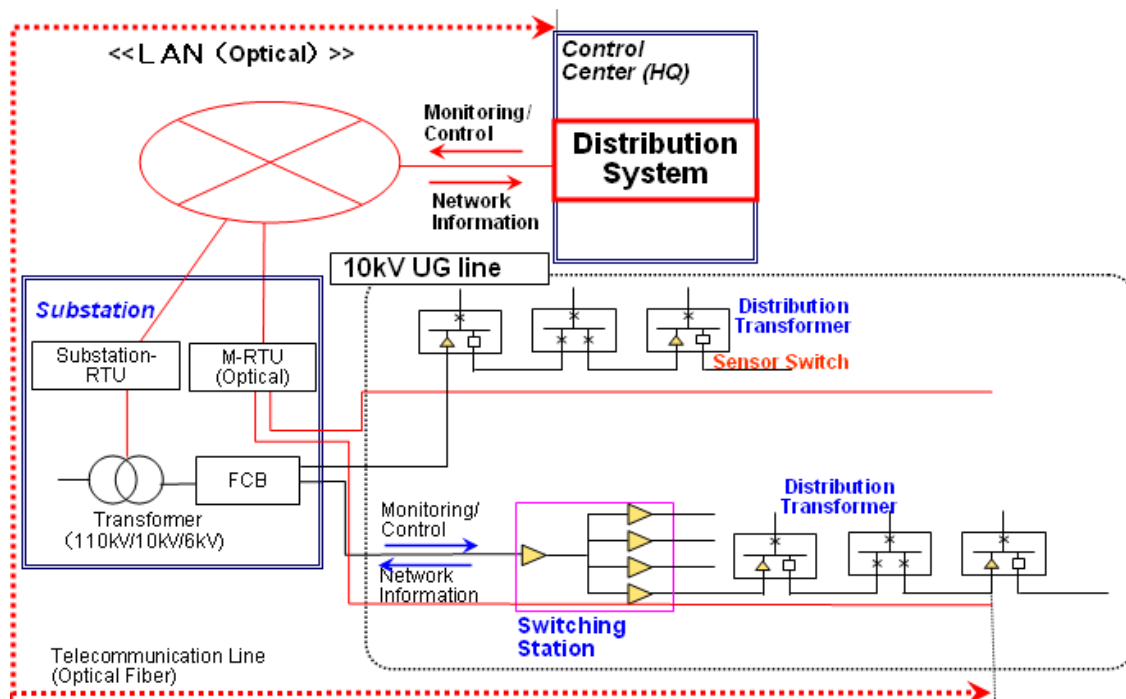 <<LAN（Optical）>>
Control
Center (HQ)
Monitoring/
Control
Distribution
System
Network
Information
10kV UG line
Substation
Distribution
Transformer
Substation-
RTU
M-RTU
(Optical)
Sensor Switch
FCB
Transformer
（110kV/10kV/6kV）
Monitoring/
Control
Distribution
Transformer
Network
Information
Switching
Station
Telecommunication Line
(Optical Fiber)